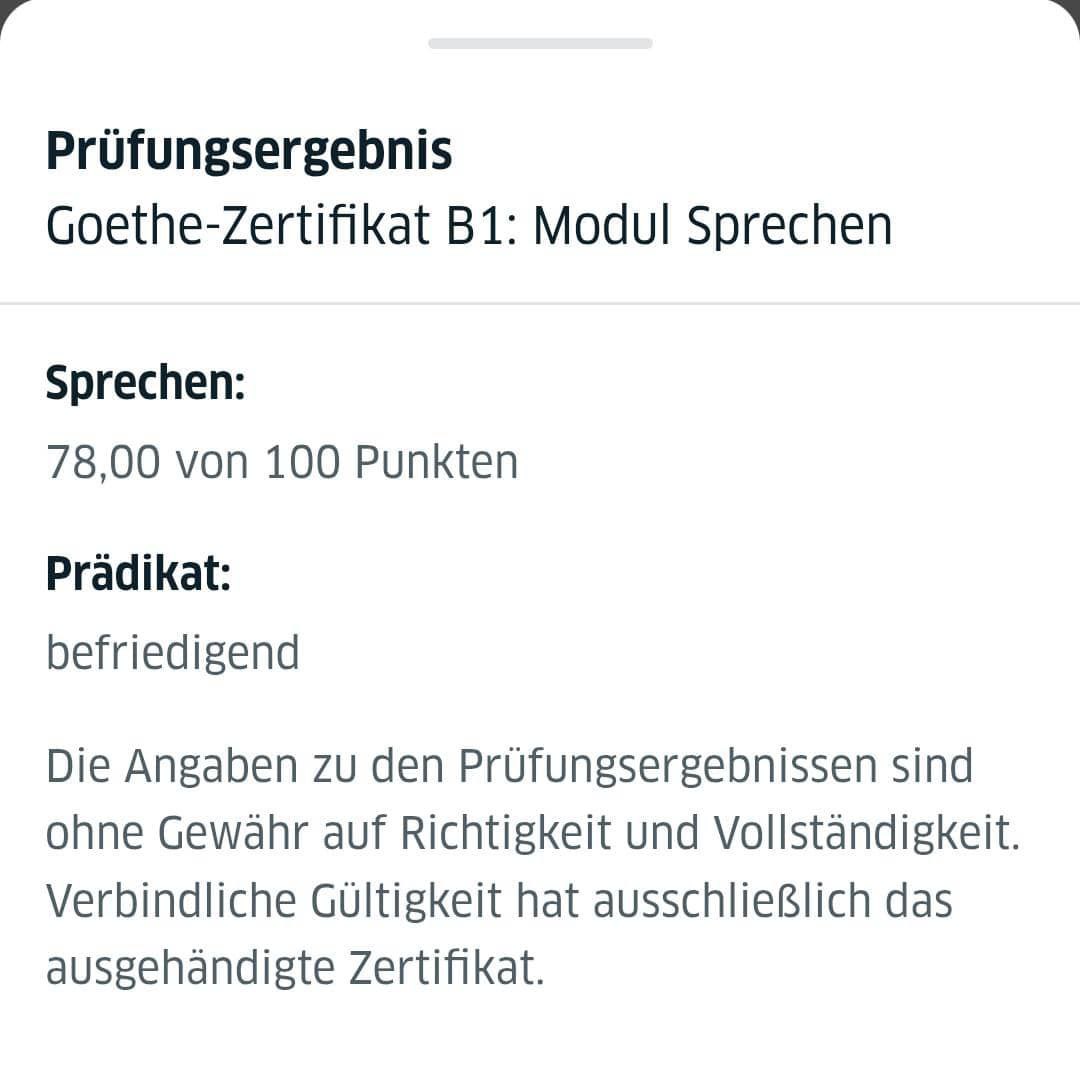 Prüfungsergebnis
Goethe-Zertifikat B1: Modul Sprechen
Sprechen:
78,00 von 100 Punkten
Prädikat:
befriedigend
Die Angaben zu den Prüfungsergebnissen sind
ohne Gewähr auf Richtigkeit und Vollständigkeit.
Verbindliche Gültigkeit hat ausschließlich das
ausgehändigte Zertifikat.